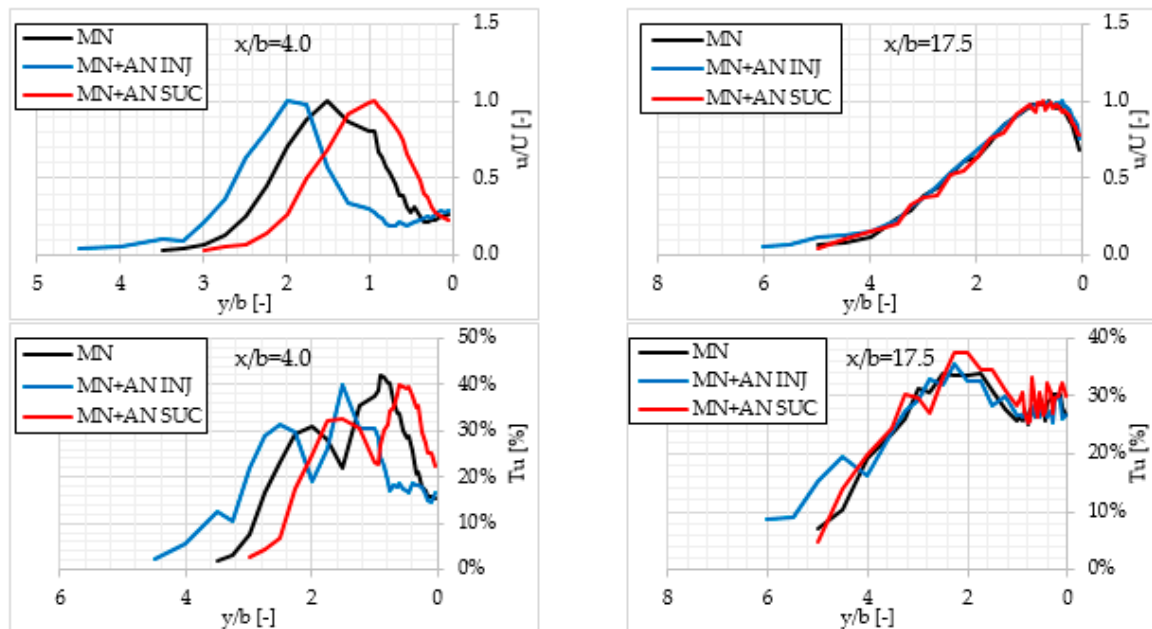 MN
MN+AN INJ
MN+AN SUC
x/b=4.0
1.5
1.0
0.5
0.0
u/U [-]
5 4 3 2 1 0
y/b [-]
MN
MN+AN INJ
MN+AN SUC
x/b=17.5
1.5
1.0
0.5
0.0
u/U [-]
8 6 4 2 0
y/b [-]
MN
MN+AN INJ
MN+AN SUC
x/b=4.0
50%
40%
30%
20%
10%
0%
Tu [%]
6 4 2 0
y/b [-]
MN
MN+AN INJ
MN+AN SUC
x/b=17.5
40%
30%
20%
10%
0%
Tu [%]
8 6 4 2 0
y/b [-]